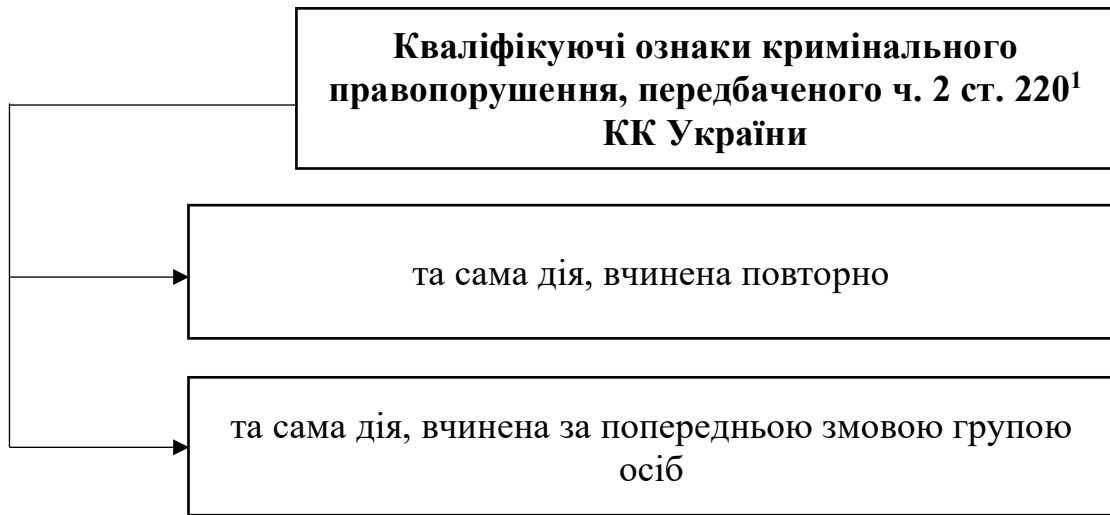 Кваліфікуючі ознаки кримінального
правопорушення, передбаченого ч. 2 ст. 220¹
КК України
та сама дія, вчинена повторно
та сама дія, вчинена за попередньою змовою групою
осіб